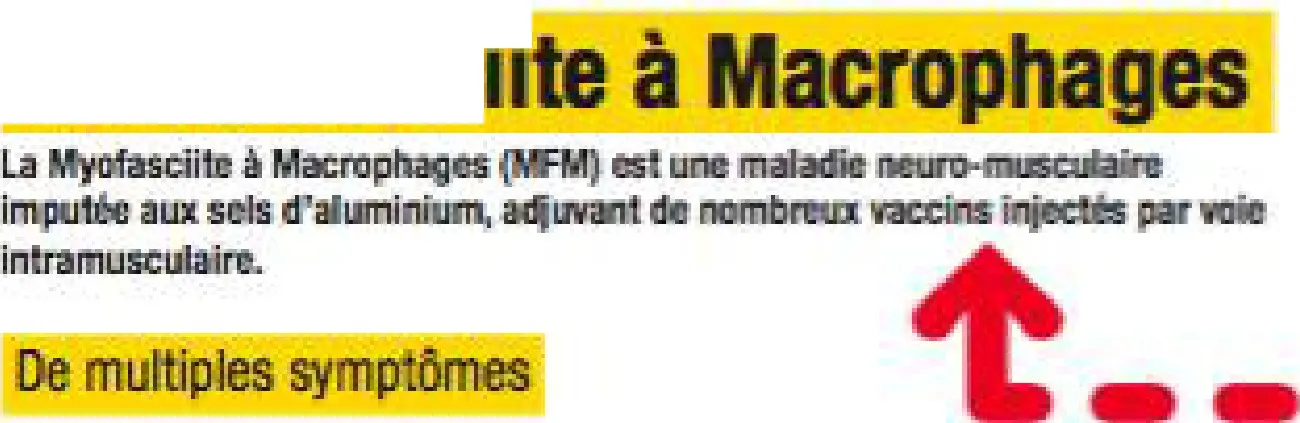 iite à Macrophages
La Myofasciite à Macrophages (MFM) est une maladie neuro-musculaire
imputée aux sels d'aluminium, adjuvant de nombreux vaccins injectés par voie
intramusculaire.
De multiples symptômes